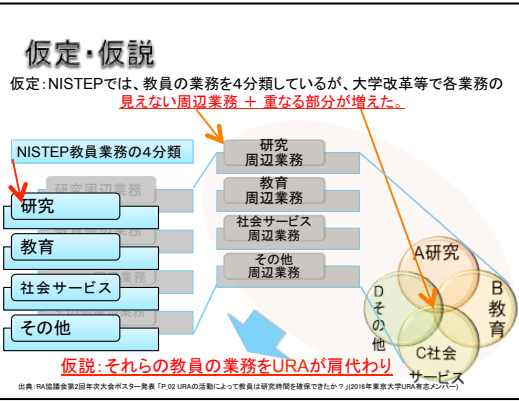 仮定・仮説
仮定：NISTEPでは、教員の業務を4分類しているが、大学改革等で各業務の
見えない周辺業務 ＋ 重なる部分が増えた。
NISTEP教員業務の4分類
研究周辺業務
研究
教育
社会サービス
その他
研究
周辺業務
教育
周辺業務
社会サービス
周辺業務
その他
周辺業務
A研究
B
教
育
C社会
サービス
D
そ
の
他
仮説：それらの教員の業務をURAが肩代わり
出典：RA協議会第2回年次大会ポスター発表 「P_02 URAの活動によって教員は研究時間を確保できたか？」(2016年東京大学URA有志メンバー)